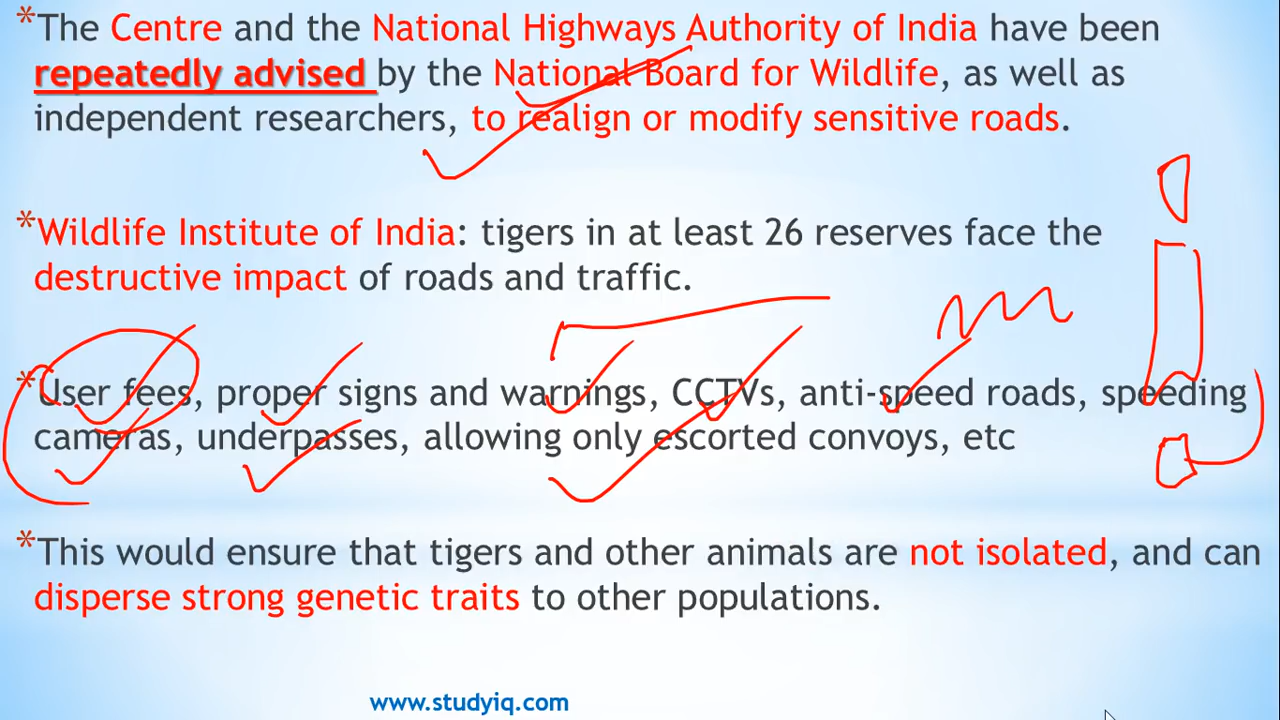 *The Centre and the National Highways Authority of India have been
repeatedly advised by the National Board for Wildlife, as well as
independent researchers, to realign or modify sensitive roads.
*Wildlife Institute of India: tigers in at least 26 reserves face the
destructive impact of roads and traffic.
*User fees, proper signs and warnings, CCTVs, anti-speed roads, speeding
cameras, underpasses, allowing only escorted convoys, etc
*This would ensure that tigers and other animals are not isolated, and can
disperse strong genetic traits to other populations.
www.studyiq.com